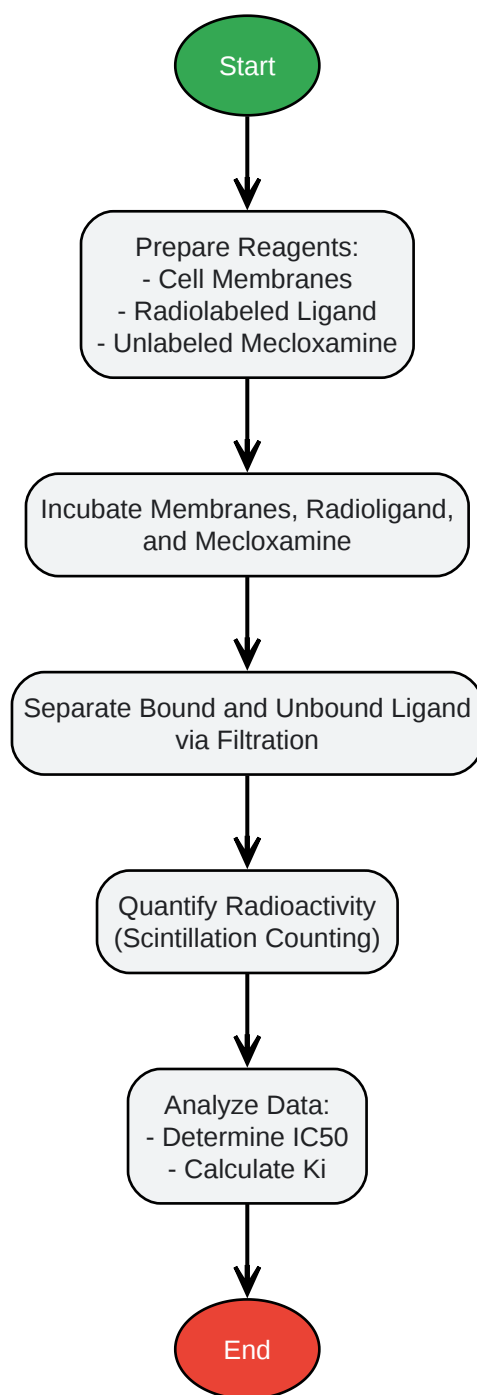 Start
Prepare Reagents:
- Cell Membranes
- Radiolabeled Ligand
- Unlabeled Mecloxamine
Incubate Membranes, Radioligand,
and Mecloxamine
Separate Bound and Unbound Ligand
via Filtration
Quantify Radioactivity
(Scintillation Counting)
Analyze Data:
- Determine IC50
- Calculate Ki
End